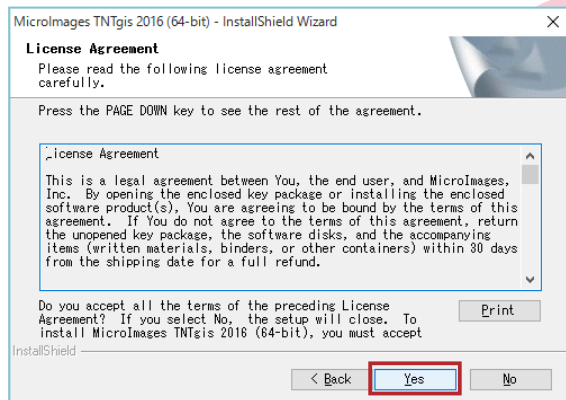 MicroImages TNTgis 2016 (64-bit) - InstallShield Wizard
License Agreement
Please read the following license agreement
carefully.
Press the PAGE DOWN key to see the rest of the agreement.
License Agreement
This is a legal agreement between You, the end user, and MicroImages,
Inc. By opening the enclosed key package or installing the enclosed
software product(s), You are agreeing to be bound by the terms of this
agreement. If You do not agree to the terms of this agreement, return
the unopened key package, the software disks, and the accompanying
items (written materials, binders, or other containers) within 30 days
from the shipping date for a full refund.
Do you accept all the terms of the preceding License
Agreement? If you select No, the setup will close. To
install MicroImages TNTgis 2016 (64-bit), you must accept
Print
InstallShield
< Back
Yes
No